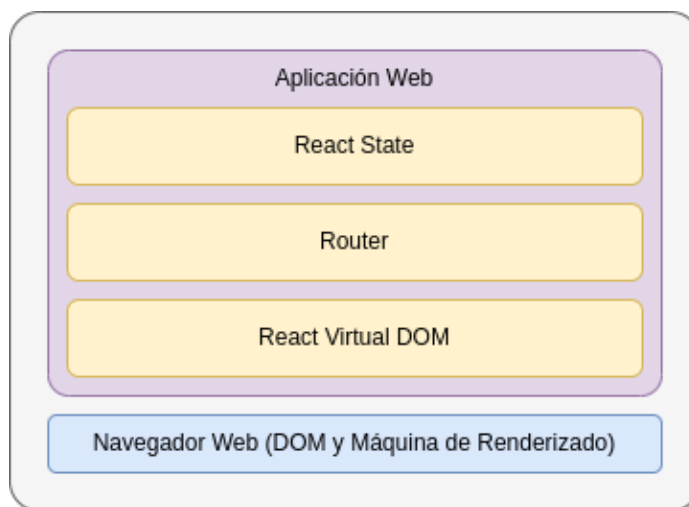 Aplicación Web
React State
Router
React Virtual DOM
Navegador Web (DOM y Máquina de Renderizado)